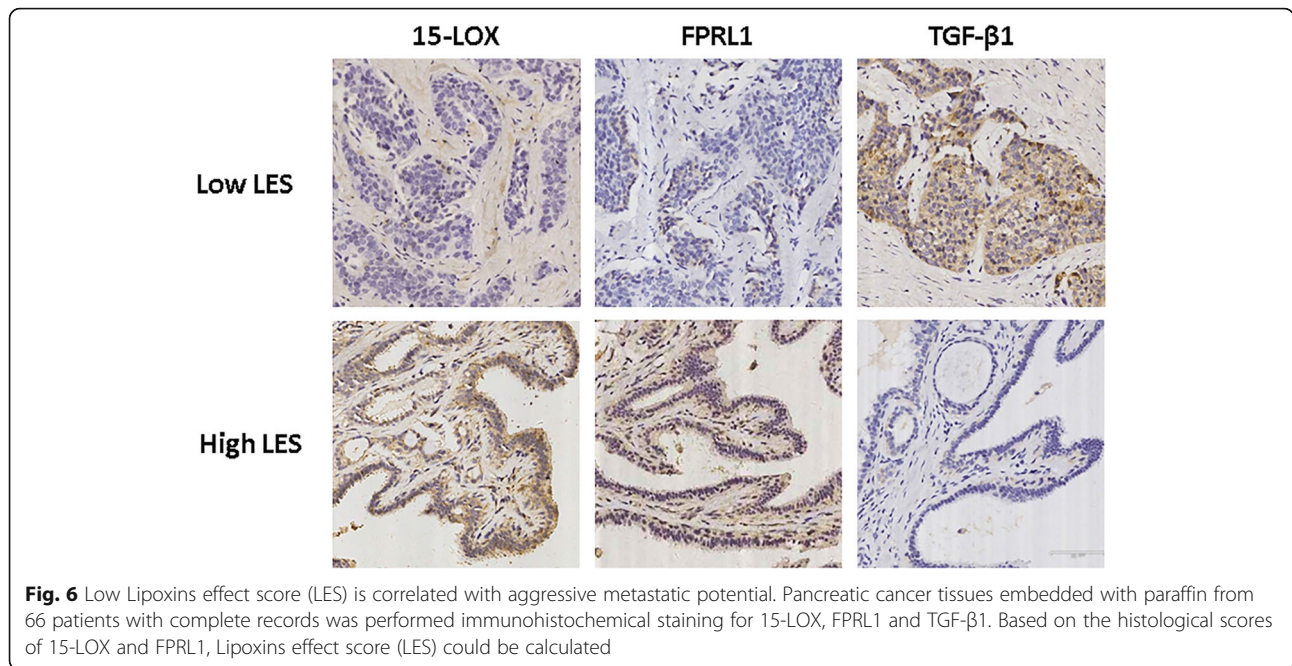 15-LOX FPRL1 TGF-β1
Low LES
High LES
Fig. 6 Low Lipoxins effect score (LES) is correlated with aggressive metastatic potential. Pancreatic cancer tissues embedded with paraffin from
66 patients with complete records was performed immunohistochemical staining for 15-LOX, FPRL1 and TGF-β1. Based on the histological scores
of 15-LOX and FPRL1, Lipoxins effect score (LES) could be calculated